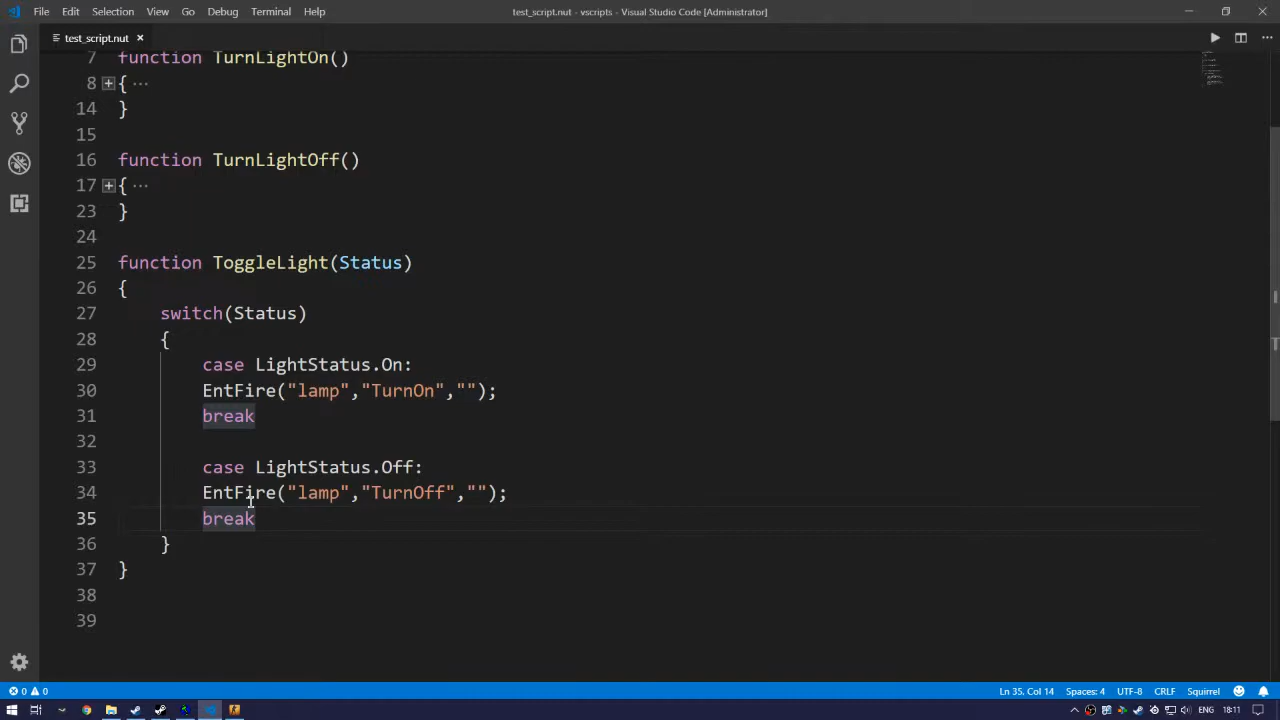 File Edit Selection View Go Debug Terminal Help
test_script.nut - vscripts - Visual Studio Code [Administrator]
test_script.nut
7 function TurnLightOn()
8 { ...
14 }
15
16 function TurnLightOff()
17 { ...
23 }
24
25 function ToggleLight(Status)
26 {
27 switch(Status)
28 {
29 case LightStatus.On:
30 EntFire("lamp","TurnOn","");
31 break
32
33 case LightStatus.Off:
34 EntFire("lamp","TurnOff","");
35 break
36 }
37 }
38
39
0 0 Ln 35, Col 14 Spaces: 4 UTF-8 CRLF Squirrel
ENG 18:11